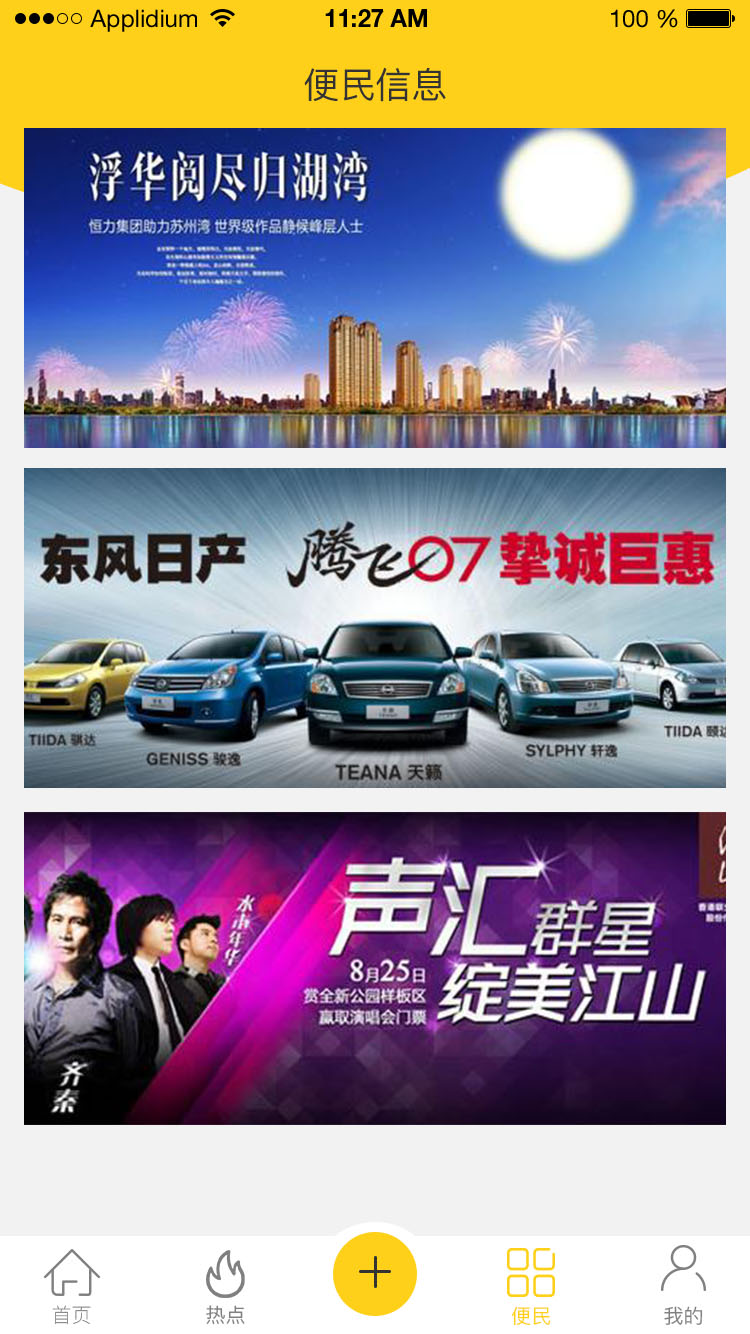 Applidium 11:27 AM 100 %
便民信息
浮华阅尽归湖湾
恒力集团助力苏州湾 世界级作品静候峰层人士
东风日产 腾飞07 挚诚巨惠
TIIDA 骐达
GENISS 骏逸
TEANA 天籁
SYLPHY 轩逸
TIIDA 颐达
水木年华
齐秦
声汇群星
绽美江山
8月25日
赏全新公园样板区
赢取演唱会门票
首页
热点
便民
我的